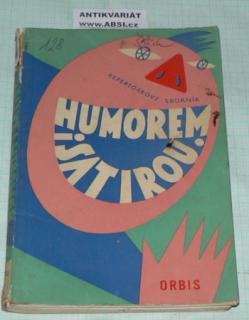 ANTIKVARIÁT
www.ABSI.cz
128
REPERTOÁROVÝ SBORNÍK
HUMOREM
I SATIROU
ORBIS